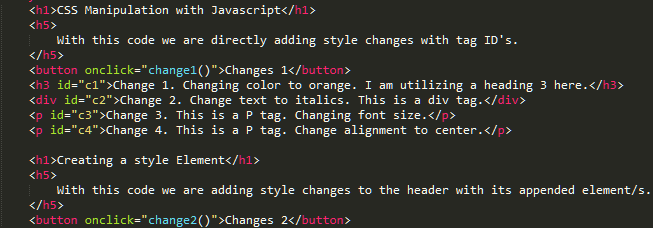 <h1>CSS Manipulation with Javascript</h1>
<h5>
With this code we are directly adding style changes with tag ID's.
</h5>
<button onclick="change1()">Changes 1</button>
<h3 id="c1">Change 1. Changing color to orange. I am utilizing a heading 3 here.</h3>
<div id="c2">Change 2. Change text to italics. This is a div tag.</div>
<p id="c3">Change 3. This is a P tag. Changing font size.</p>
<p id="c4">Change 4. This is a P tag. Change alignment to center.</p>
<h1>Creating a style Element</h1>
<h5>
With this code we are adding style changes to the header with its appended element/s.
</h5>
<button onclick="change2()">Changes 2</button>